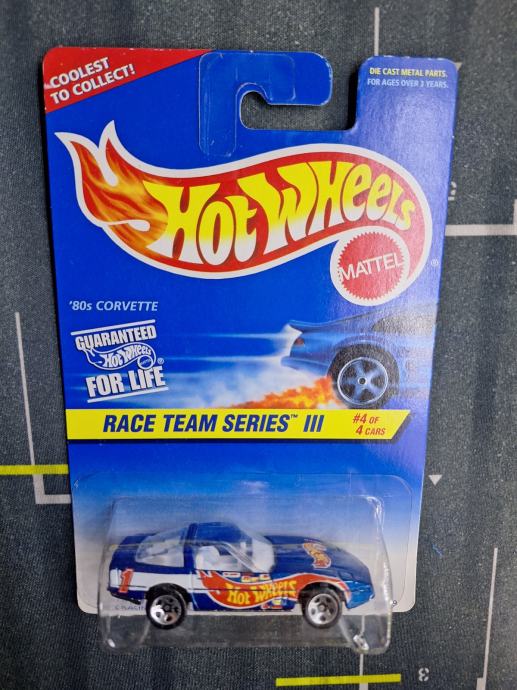 COOLEST
TO COLLECT!
DIE CAST METAL PARTS.
FOR AGES OVER 3 YEARS.
HOT WHEELS
®
MATTEL
'80s CORVETTE
GUARANTEED
HOT WHEELS ®
FOR LIFE
RACE TEAM SERIES™ III
#4 OF
4 CARS
1
HOT WHEELS